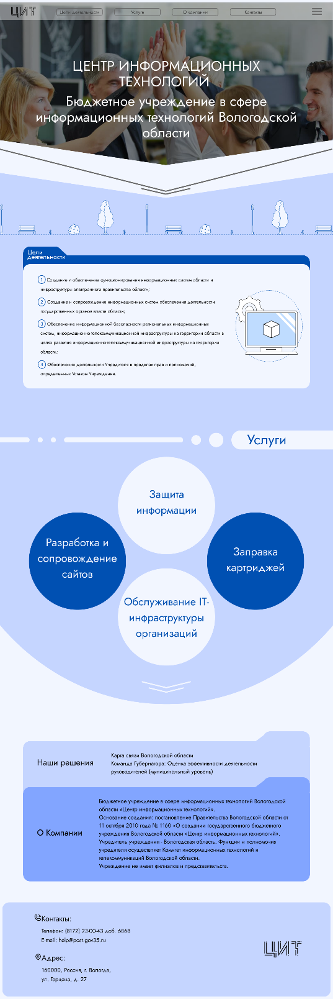 ЦИТ
Цели деятельности
Услуги
О компании
Контакты
ЦЕНТР ИНФОРМАЦИОННЫХ
ТЕХНОЛОГИЙ
Бюджетное учреждение в сфере
информационных технологий Вологодской
области
Цели
деятельности
1 Создание и обеспечение функционирования информационных систем области и
инфраструктуры электронного правительства области;
2 Создание и сопровождение информационных систем обеспечения деятельности
государственных органов власти области;
3 Обеспечение информационной безопасности региональных информационных
систем, информационно-телекоммуникационной инфраструктуры на территории области в
целях развития информационно-телекоммуникационной инфраструктуры на территории
области;
4 Обеспечение деятельности Учредителя в пределах прав и полномочий,
определенных Уставом Учреждения.
Услуги
Защита
информации
Разработка и
сопровождение
сайтов
Заправка
картриджей
Обслуживание IT-
инфраструктуры
организаций
Наши решения
Карта связи Вологодской области
Команда Губернатора: Оценка эффективности деятельности
руководителей (муниципальный уровень)
О Компании
Бюджетное учреждение в сфере информационных технологий Вологодской
области «Центр информационных технологий».
Основание создания: постановление Правительства Вологодской области от
11 октября 2010 года № 1160 «О создании государственного бюджетного
учреждения Вологодской области «Центр информационных технологий».
Учредитель учреждения - Вологодская область. Функции и полномочия
учредителя осуществляет Комитет информационных технологий и
телекоммуникаций Вологодской области.
Учреждение не имеет филиалов и представительств.
Контакты:
Телефон: (8172) 23-00-43 доб. 6868
E-mail: help@post.gov35.ru
Адрес:
160000, Россия, г. Вологда,
ул. Герцена, д. 27
ЦИТ